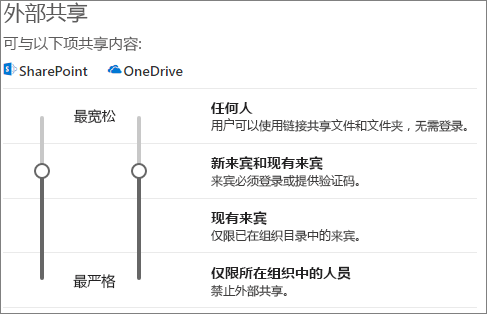 外部共享
可与以下项共享内容:
SharePoint OneDrive
最宽松
任何人
用户可以使用链接共享文件和文件夹，无需登录。
新来宾和现有来宾
来宾必须登录或提供验证码。
现有来宾
仅限已在组织目录中的来宾。
最严格
仅限所在组织中的人员
禁止外部共享。